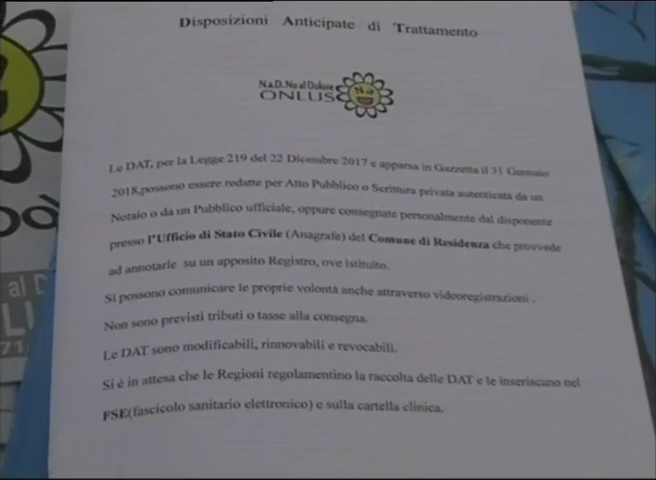 Disposizioni Anticipate di Trattamento
N.a.D. No al Dolore
ONLUS
Na
Le DAT, per la Legge 219 del 22 Dicembre 2017 e apparsa in Gazzetta il 31 Gennaio
2018,possono essere redatte per Atto Pubblico o Scrittura privata autenticata da un
Notaio o da un Pubblico ufficiale, oppure consegnate personalmente dal disponente
presso l'Ufficio di Stato Civile (Anagrafe) del Comune di Residenza che provvede
ad annotarle su un apposito Registro, ove istituito.
Si possono comunicare le proprie volontà anche attraverso videoregistrazioni .
Non sono previsti tributi o tasse alla consegna.
Le DAT sono modificabili, rinnovabili e revocabili.
Si è in attesa che le Regioni regolamentino la raccolta delle DAT e le inseriscano nel
FSE(fascicolo sanitario elettronico) e sulla cartella clinica.
al D
LU
71